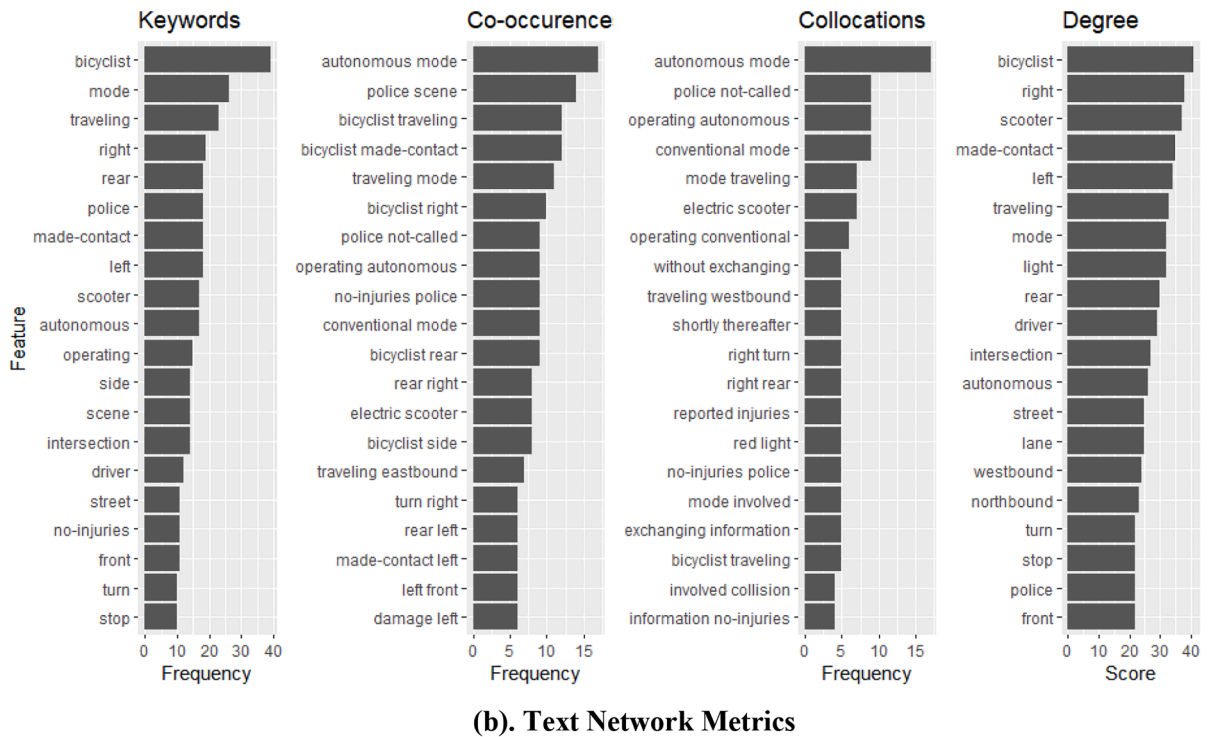 Keywords
bicyclist
mode
traveling
right
rear
police
made-contact
left
scooter
autonomous
operating
side
scene
intersection
driver
street
no-injuries
front
turn
stop
0 10 20 30 40
Frequency
Feature
Co-occurence
autonomous mode
police scene
bicyclist traveling
bicyclist made-contact
traveling mode
bicyclist right
police not-called
operating autonomous
no-injuries police
conventional mode
bicyclist rear
rear right
electric scooter
bicyclist side
traveling eastbound
turn right
rear left
made-contact left
left front
damage left
0 5 10 15
Frequency
Collocations
autonomous mode
police not-called
operating autonomous
conventional mode
mode traveling
electric scooter
operating conventional
without exchanging
traveling westbound
shortly thereafter
right turn
right rear
reported injuries
red light
no-injuries police
mode involved
exchanging information
bicyclist traveling
involved collision
information no-injuries
0 5 10 15
Frequency
Degree
bicyclist
right
scooter
made-contact
left
traveling
mode
light
rear
driver
intersection
autonomous
street
lane
westbound
northbound
turn
stop
police
front
0 10 20 30 40
Score
(b). Text Network Metrics